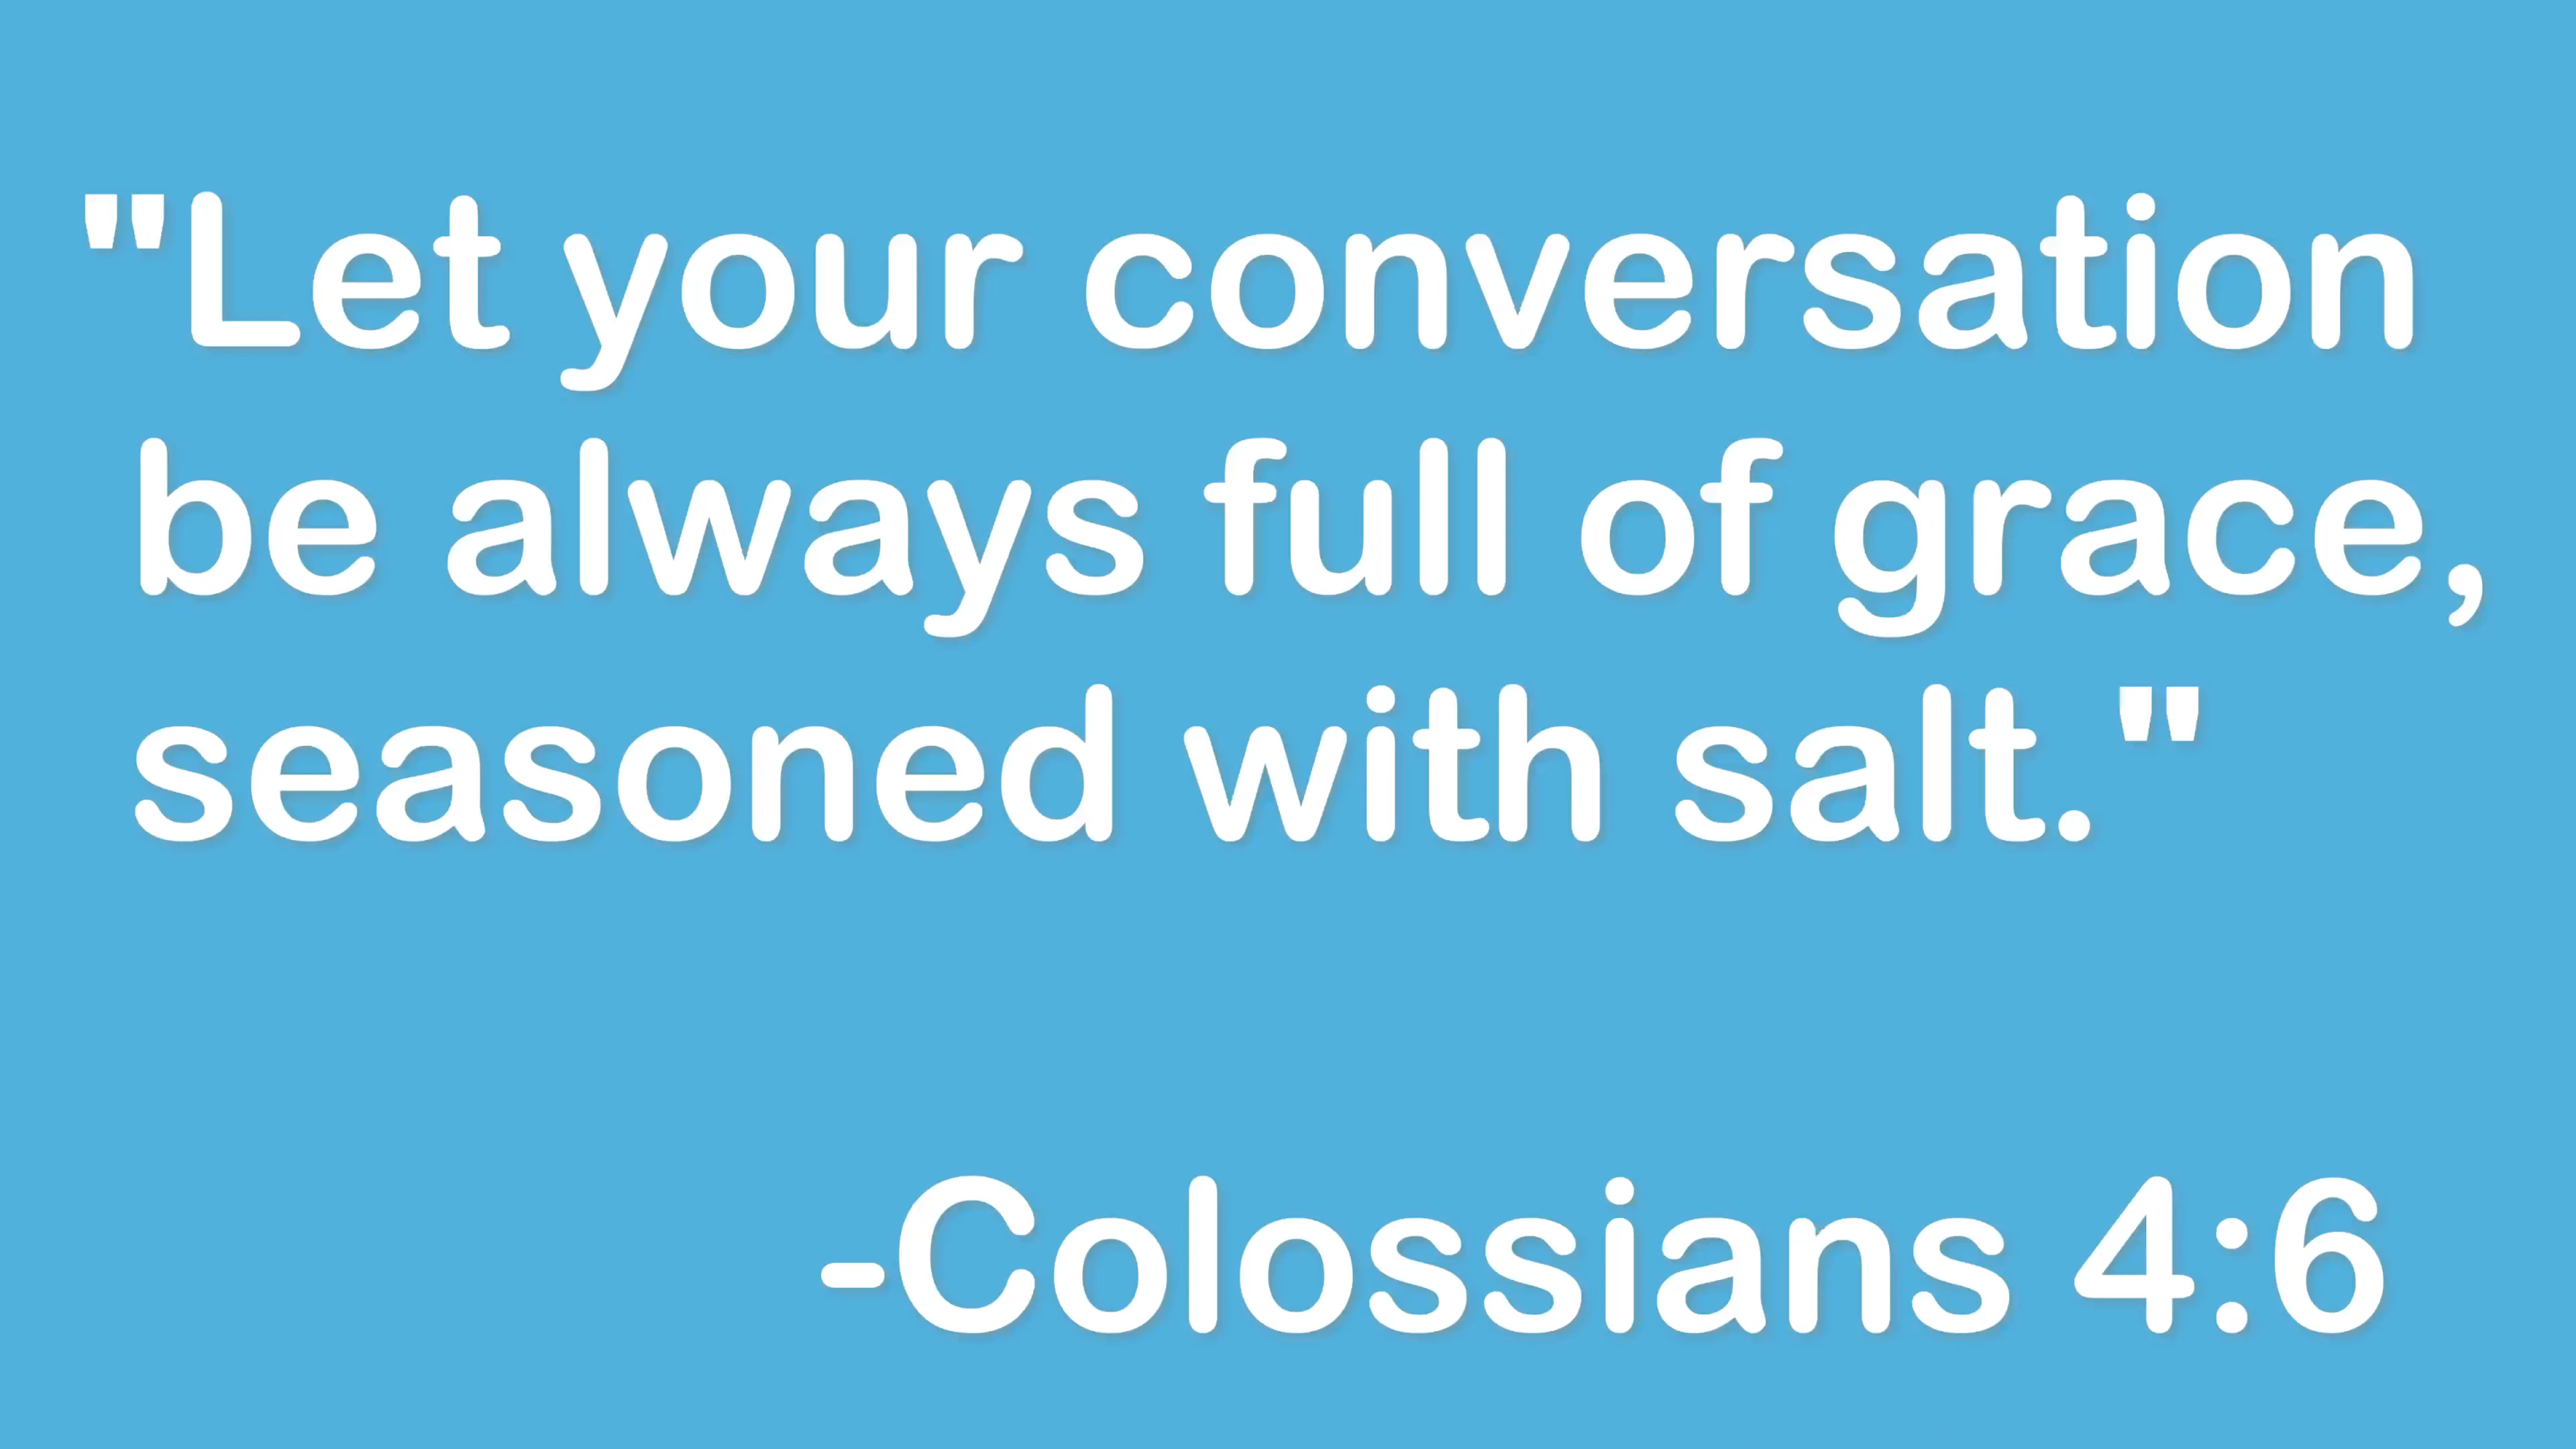 "Let your conversation
be always full of grace,
seasoned with salt."
-Colossians 4:6